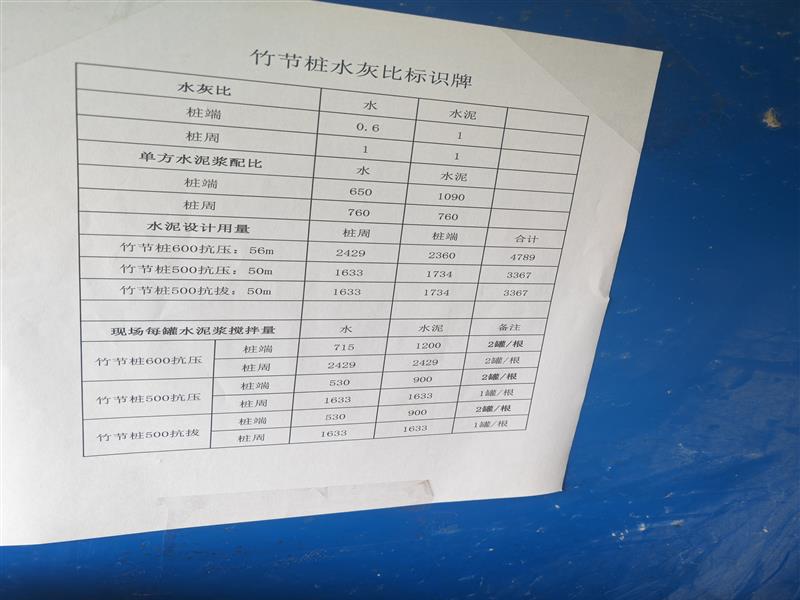 竹节桩水灰比标识牌
水灰比 水 水泥
桩端 0.6 1
桩周 1 1
单方水泥浆配比 水 水泥
桩端 650 1090
桩周 760 760
水泥设计用量 桩周 桩端 合计
竹节桩600抗压：56m 2429 2360 4789
竹节桩500抗压：50m 1633 1734 3367
竹节桩500抗拔：50m 1633 1734 3367
现场每罐水泥浆搅拌量 水 水泥 备注
竹节桩600抗压 桩端 715 1200 2罐/根
桩周 2429 2429 2罐/根
竹节桩500抗压 桩端 530 900 2罐/根
桩周 1633 1633 1罐/根
竹节桩500抗拔 桩端 530 900 2罐/根
桩周 1633 1633 1罐/根